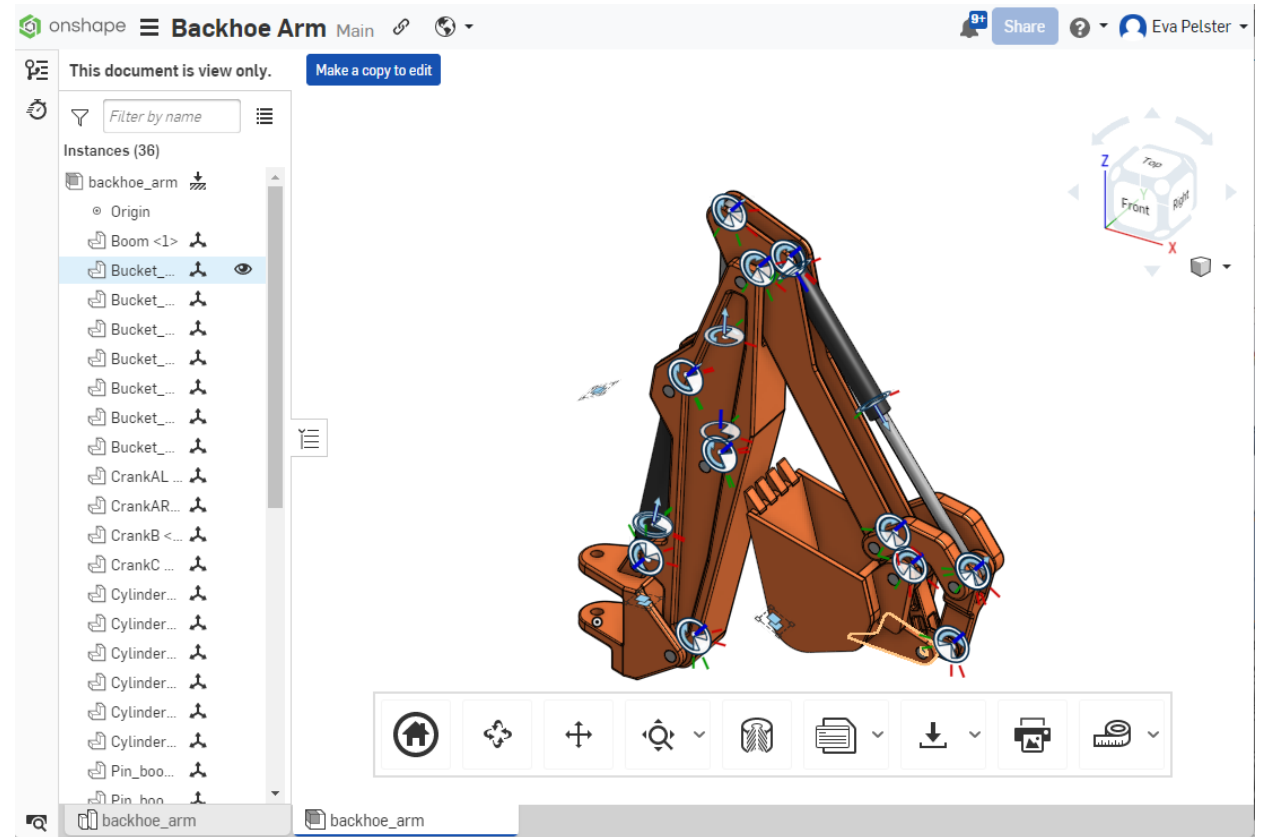 onshape Backhoe Arm Main 9+ Share Eva Pelster
This document is view only. Make a copy to edit
Filter by name
Instances (36)
backhoe_arm
Origin
Boom <1>
Bucket_...
Bucket_...
Bucket_...
Bucket_...
Bucket_...
Bucket_...
Bucket_...
CrankAL ...
CrankAR...
CrankB <...
CrankC ...
Cylinder...
Cylinder...
Cylinder...
Cylinder...
Cylinder...
Cylinder...
Pin_boo...
Pin_boo...
Z
Top
Y
Front Right
X
backhoe_arm backhoe_arm